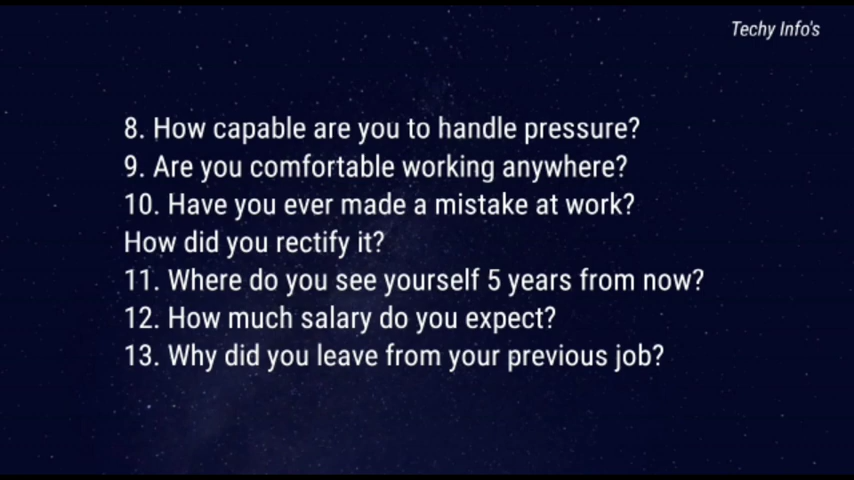 Techy Info's
8. How capable are you to handle pressure?
9. Are you comfortable working anywhere?
10. Have you ever made a mistake at work?
How did you rectify it?
11. Where do you see yourself 5 years from now?
12. How much salary do you expect?
13. Why did you leave from your previous job?